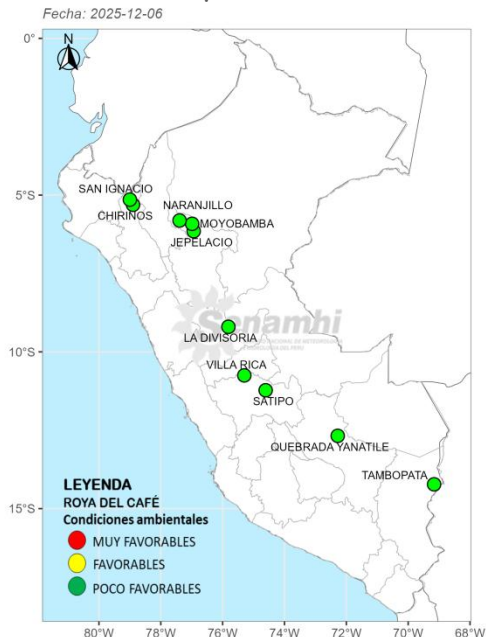 Fecha: 2025-12-06
N
0°
SAN IGNACIO
NARANJILLO
5°S
CHIRINOS
MOYOBAMBA
JEPELACIO
Senamhi
LA DIVISORIA
10°S
VILLA RICA
SATIPO
QUEBRADA YANATILE
TAMBOPATA
LEYENDA
ROYA DEL CAFÉ
15°S
Condiciones ambientales
MUY FAVORABLES
FAVORABLES
POCO FAVORABLES
80°W 78°W 76°W 74°W 72°W 70°W 68°W